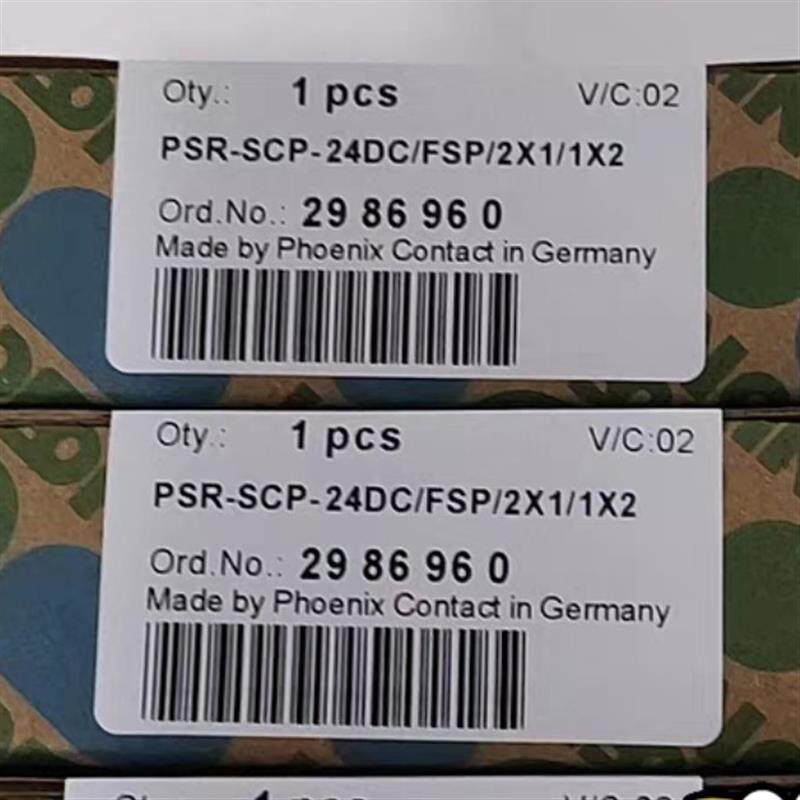 Qty.: 1 pcs V/C:02
PSR-SCP-24DC/FSP/2X1/1X2
Ord.No.: 29 86 96 0
Made by Phoenix Contact in Germany
Qty.: 1 pcs V/C:02
PSR-SCP-24DC/FSP/2X1/1X2
Ord.No.: 29 86 96 0
Made by Phoenix Contact in Germany